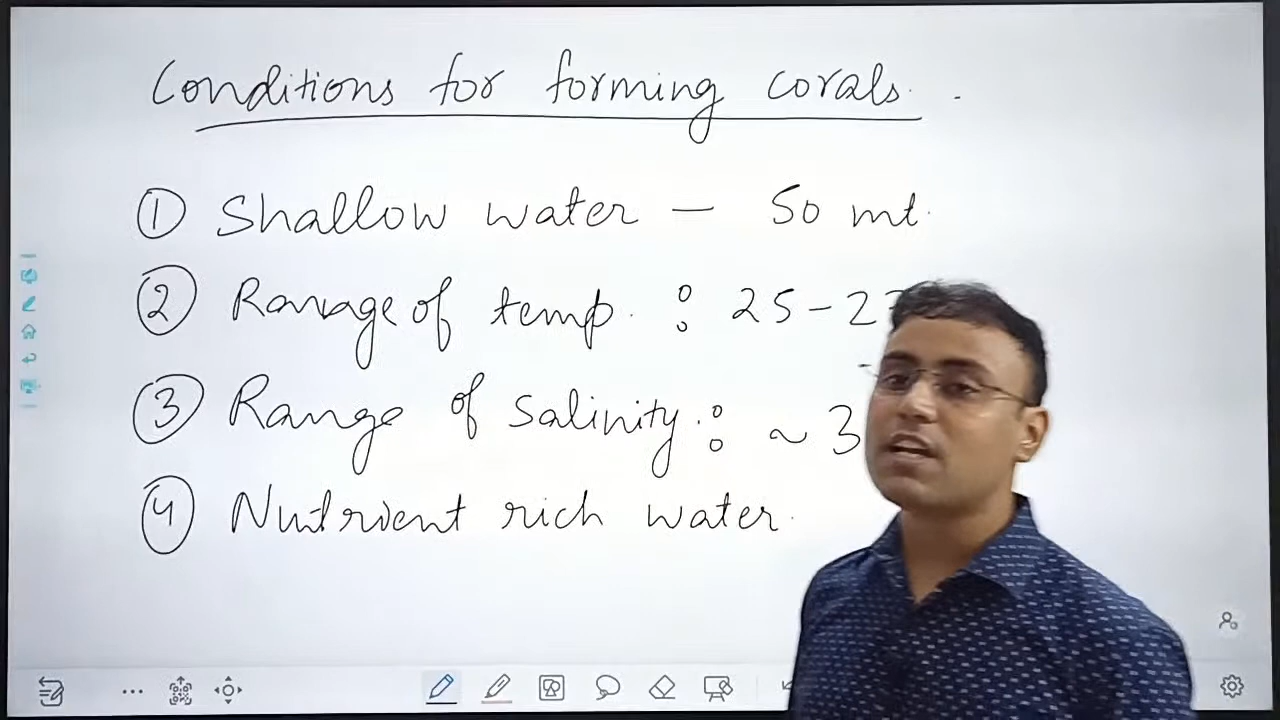 Conditions for forming corals.
① Shallow water — 50 mt.
② Range of temp. : 25-2
③ Range of salinity : ~ 3
④ Nutrient rich water.